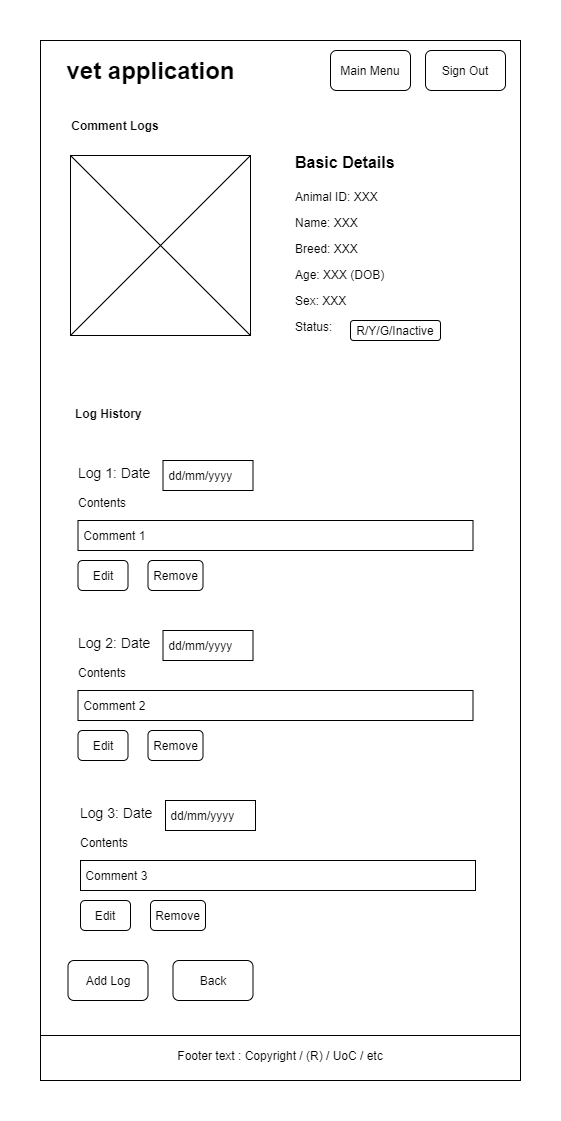 vet application
Main Menu
Sign Out
Comment Logs
Basic Details
Animal ID: XXX
Name: XXX
Breed: XXX
Age: XXX (DOB)
Sex: XXX
Status: R/Y/G/Inactive
Log History
Log 1: Date dd/mm/yyyy
Contents
Comment 1
Edit
Remove
Log 2: Date dd/mm/yyyy
Contents
Comment 2
Edit
Remove
Log 3: Date dd/mm/yyyy
Contents
Comment 3
Edit
Remove
Add Log
Back
Footer text : Copyright / (R) / UoC / etc